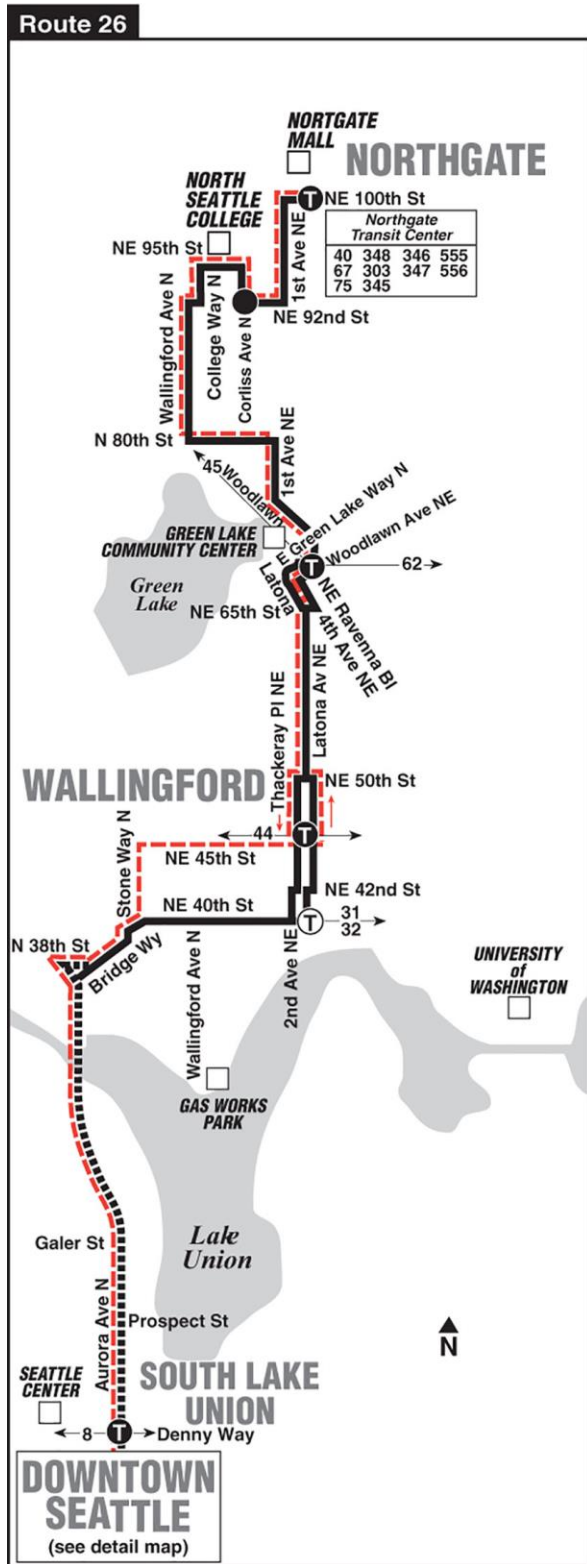 Route 26
NORTGATE
MALL
NORTHGATE
NORTH
SEATTLE
COLLEGE
T
NE 100th St
Northgate
Transit Center
40 348 346 555
67 303 347 556
75 345
NE 95th St
1st Ave NE
Wallingford Ave N
College Way N
Corliss Ave N
NE 92nd St
N 80th St
1st Ave NE
45
Woodlawn
E Green Lake Way N
Woodlawn Ave NE
GREEN LAKE
COMMUNITY CENTER
T
62
Green
Lake
Latona
NE Ravenna Bl
NE 65th St
4th Ave NE
Thackeray Pl NE
Latona Av NE
WALLINGFORD
NE 50th St
44
T
Stone Way N
NE 45th St
NE 42nd St
NE 40th St
T
31
32
N 38th St
Bridge Wy
Wallingford Ave N
2nd Ave NE
UNIVERSITY
of
WASHINGTON
GAS WORKS
PARK
Lake
Union
Galer St
Aurora Ave N
Prospect St
N
SEATTLE
CENTER
SOUTH LAKE
UNION
8
T
Denny Way
DOWNTOWN
SEATTLE
(see detail map)